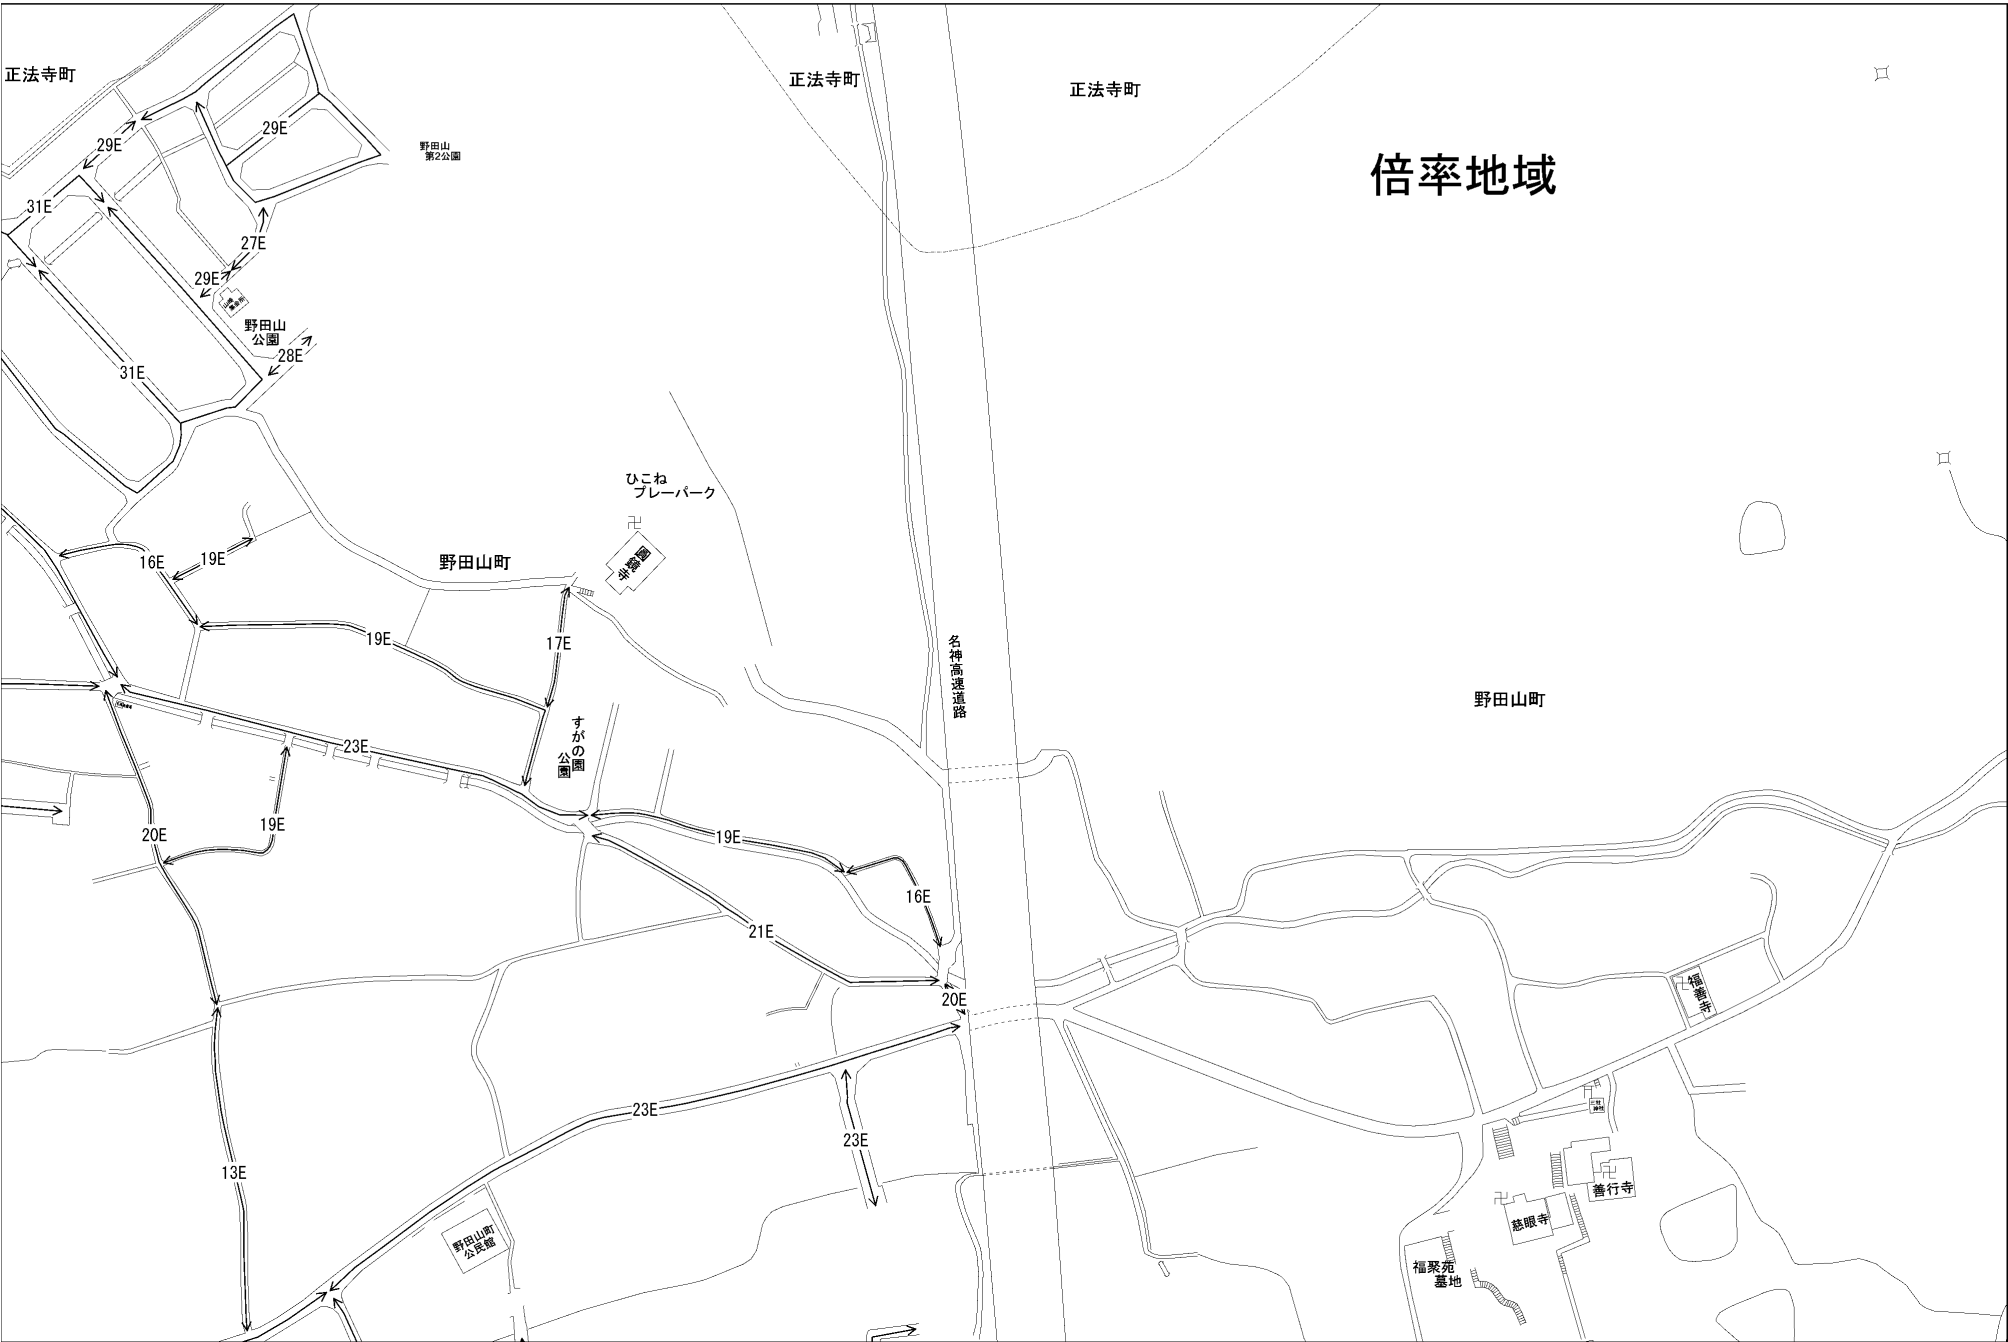 正法寺町
正法寺町
正法寺町
29E
29E
野田山
第2公園
倍率地域
31E
27E
29E
野田山
公園
28E
31E
ひこね
プレーパーク
圓鏡寺
野田山町
16E
19E
19E
17E
名神高速道路
野田山町
すがの園
公園
23E
19E
20E
19E
16E
21E
20E
福善寺
23E
23E
13E
善行寺
慈眼寺
野田山町
公民館
福聚苑
墓地